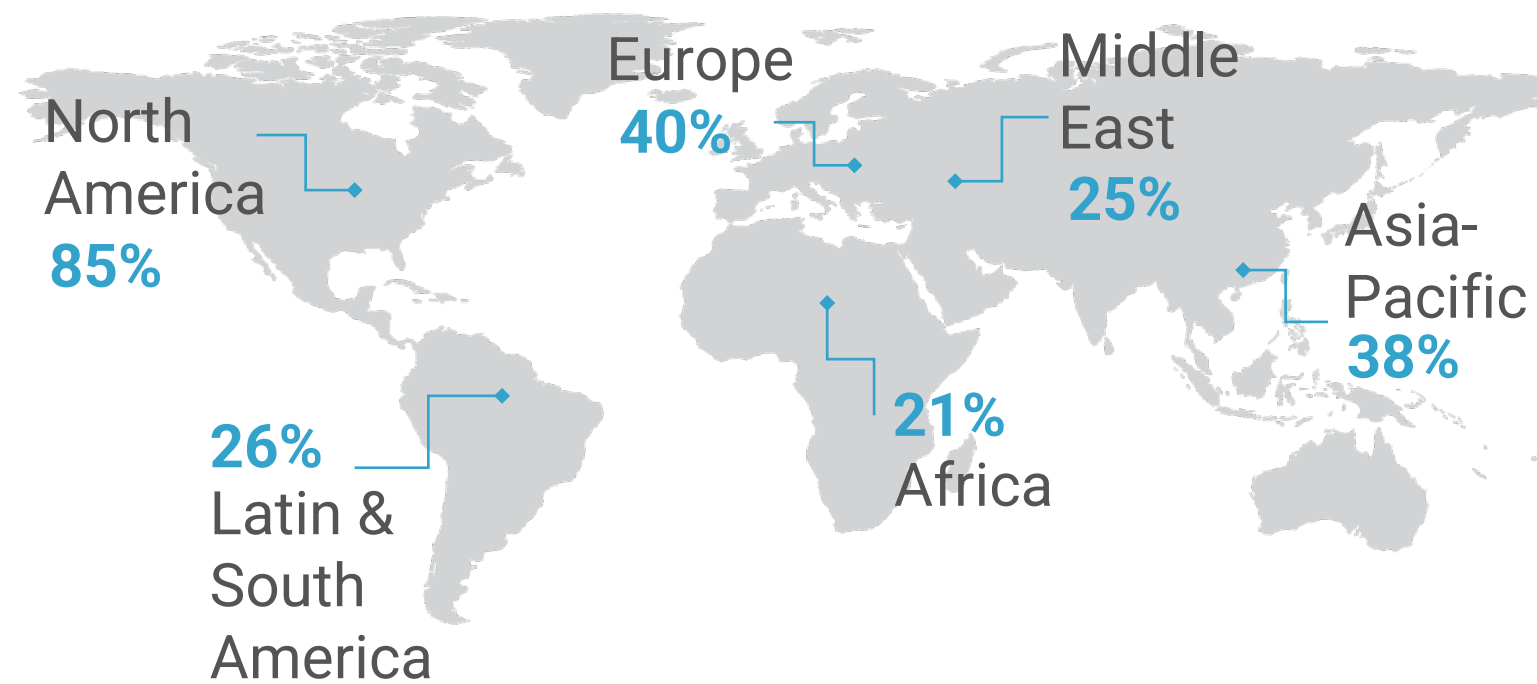 North
America
85%
Europe
40%
Middle
East
25%
Asia-
Pacific
38%
26%
Latin &
South
America
21%
Africa